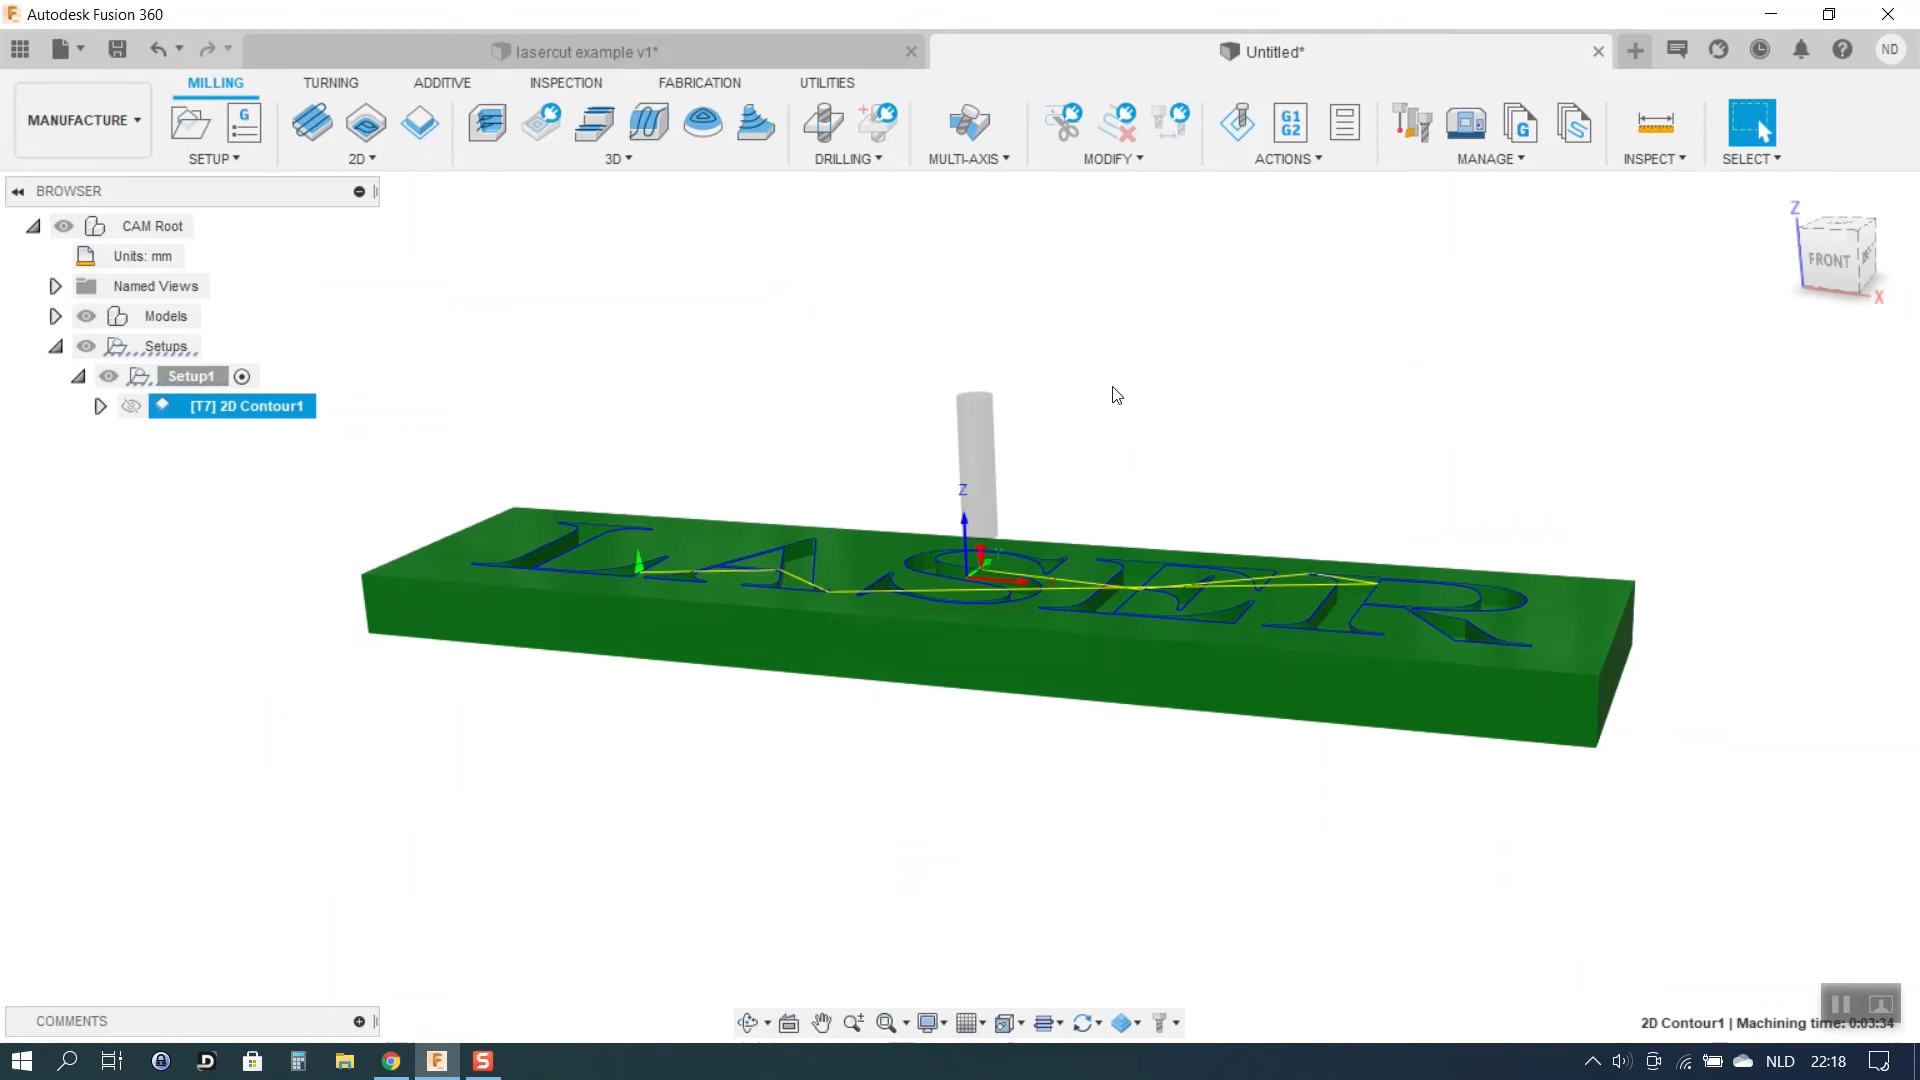 Autodesk Fusion 360
lasercut example v1*
Untitled*
ND
MANUFACTURE
MILLING
TURNING
ADDITIVE
INSPECTION
FABRICATION
UTILITIES
G
G1
G2
G
SETUP
2D
3D
DRILLING
MULTI-AXIS
MODIFY
ACTIONS
MANAGE
INSPECT
SELECT
BROWSER
CAM Root
Units: mm
Named Views
Models
Setups
Setup1
[T7] 2D Contour1
Z
FRONT
X
Z
LASER
COMMENTS
2D Contour1 | Machining time: 0:03:34
NLD
22:18